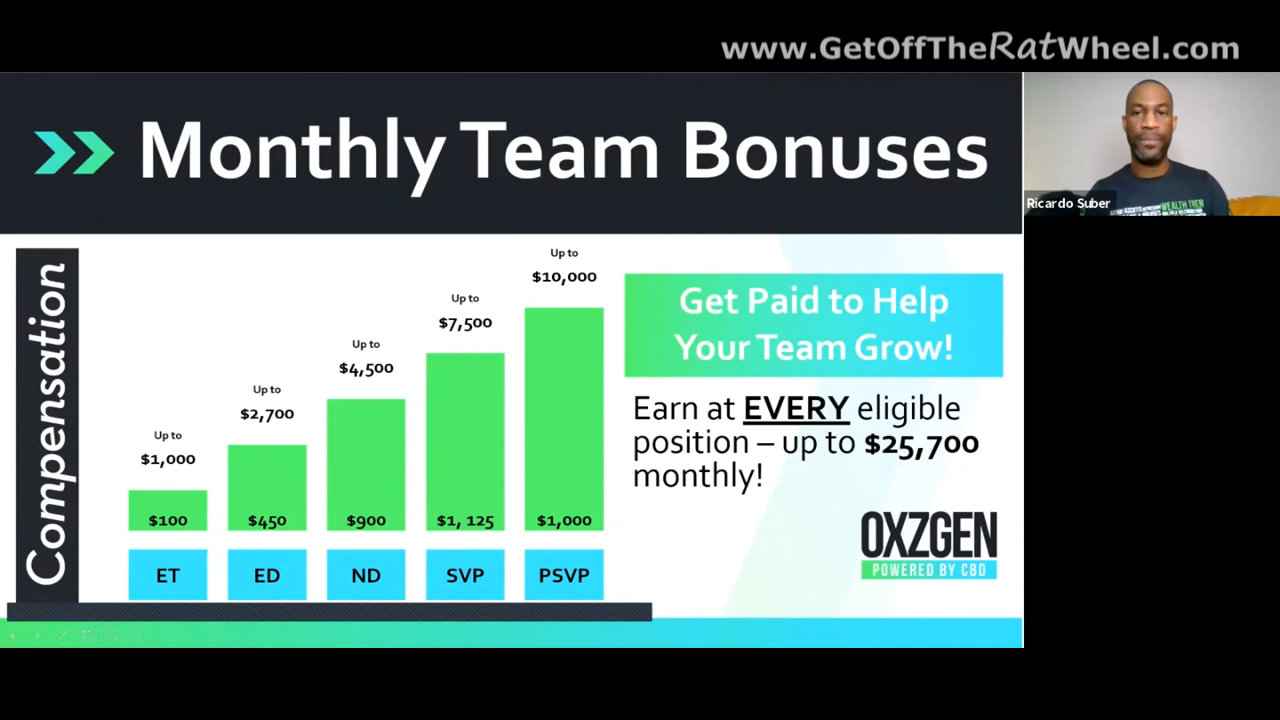 www.GetOffTheRatWheel.com
Monthly Team Bonuses
Ricardo Suber
Compensation
Up to
$1,000
$100
ET
Up to
$2,700
$450
ED
Up to
$4,500
$900
ND
Up to
$7,500
$1, 125
SVP
Up to
$10,000
$1,000
PSVP
Get Paid to Help
Your Team Grow!
Earn at EVERY eligible
position – up to $25,700
monthly!
OXZGEN
POWERED BY CBD
WEALTH